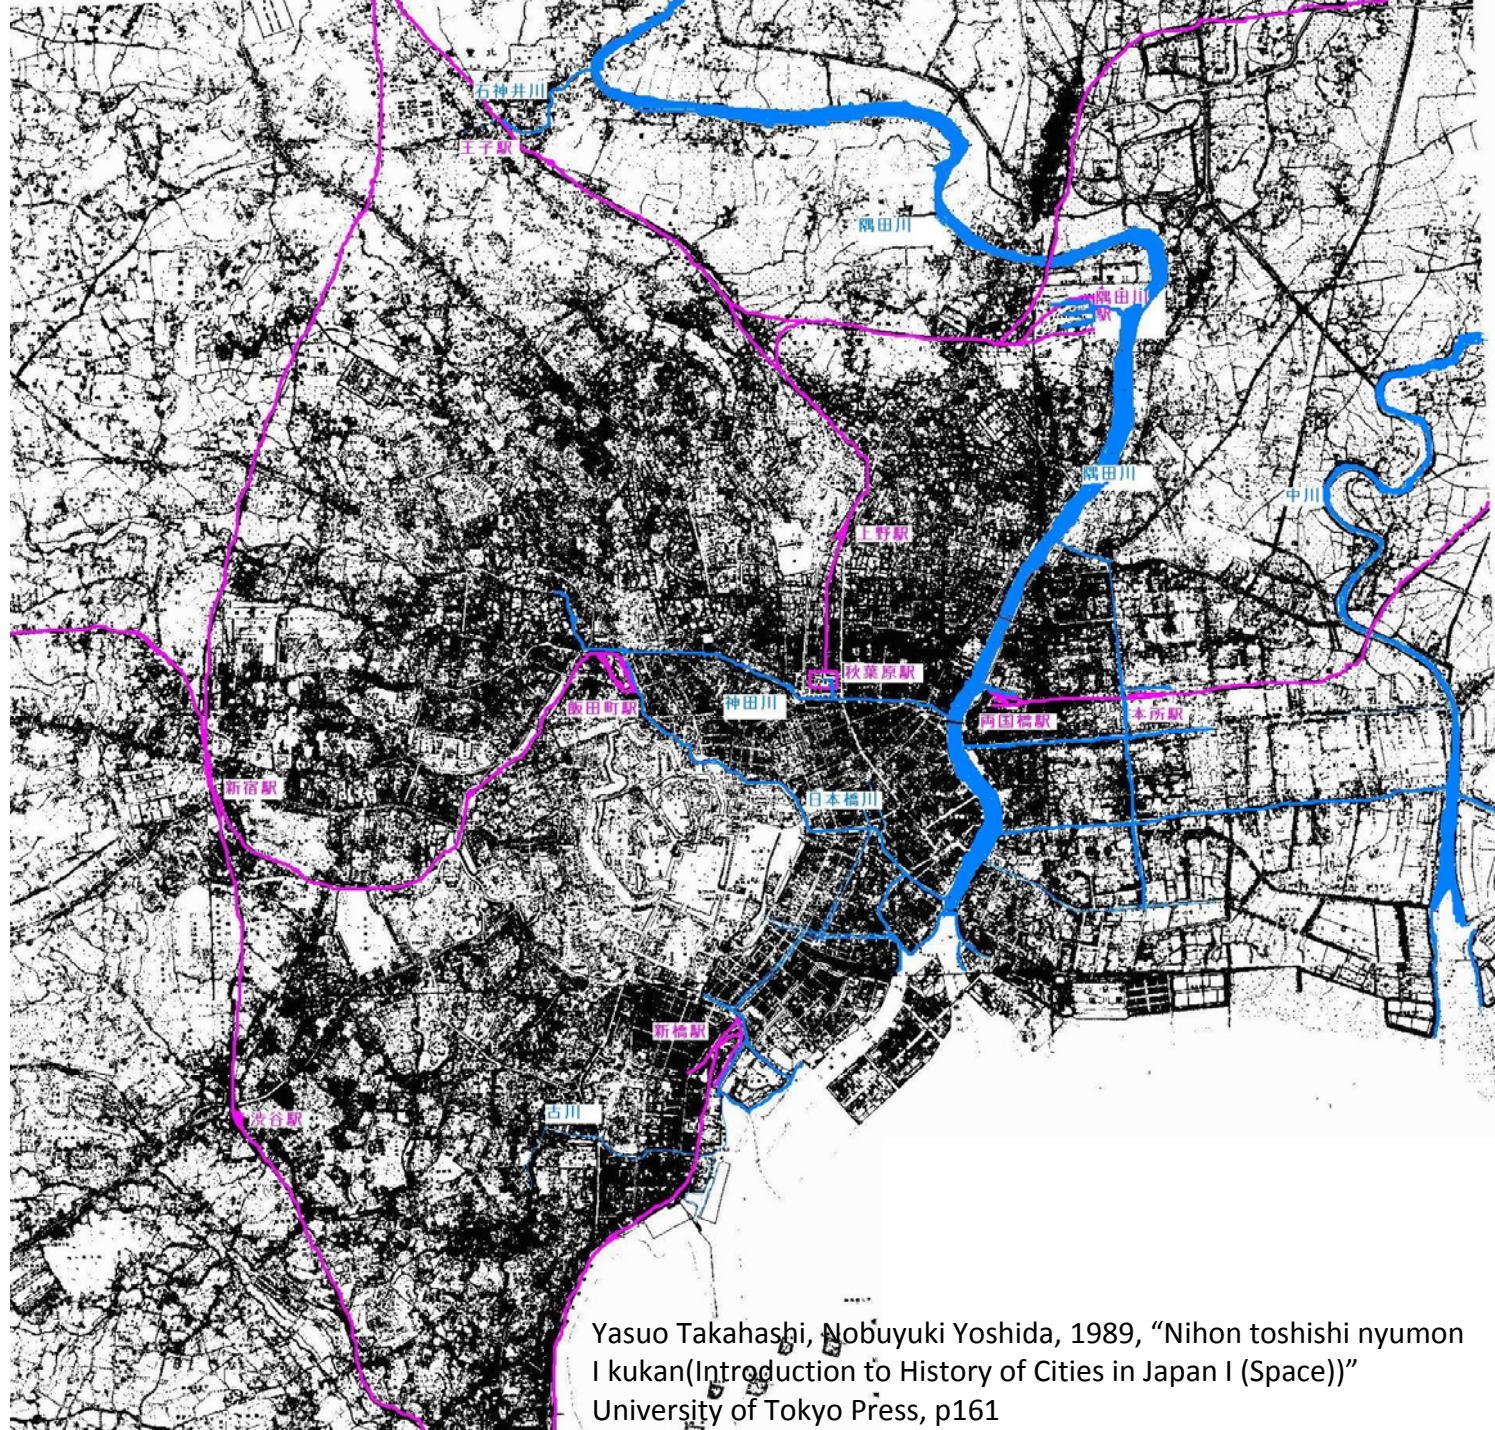 石神井川
王子駅
隅田川
隅田川
駅
隅田川
中川
上野駅
秋葉原駅
飯田町駅
神田川
両国橋駅
本所駅
新宿駅
日本橋川
新橋駅
古川
渋谷駅
Yasuo Takahashi, Nobuyuki Yoshida, 1989, “Nihon toshishi nyumon
I kukan(Introduction to History of Cities in Japan I (Space))”
University of Tokyo Press, p161